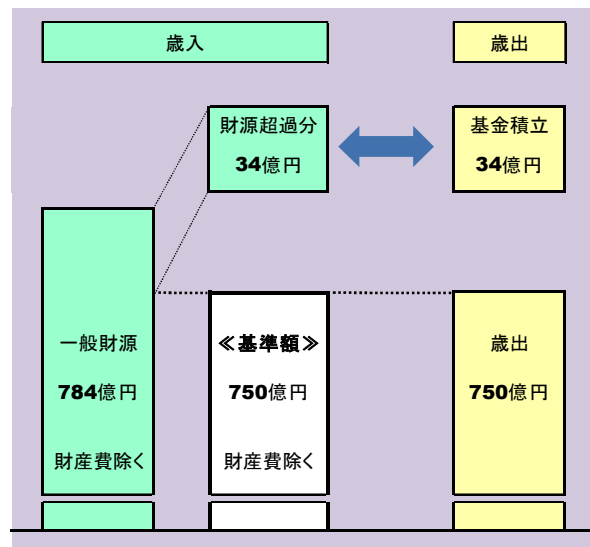 歳入
歳出
財源超過分
34億円
基金積立
34億円
一般財源
784億円
財産費除く
≪基準額≫
750億円
財産費除く
歳出
750億円